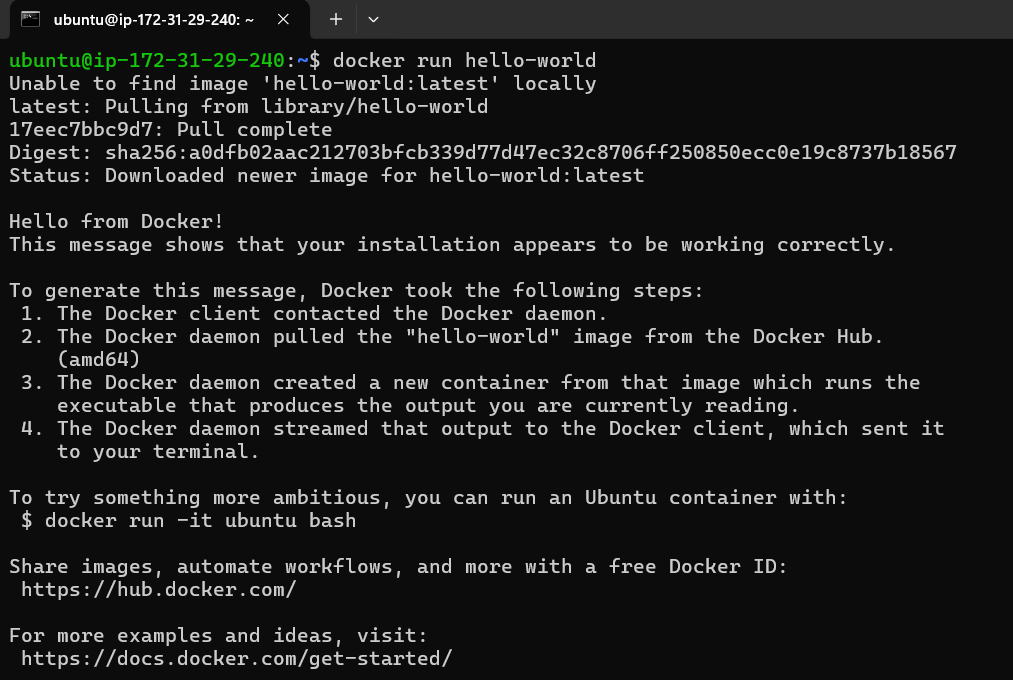 ubuntu@ip-172-31-29-240: ~
ubuntu@ip-172-31-29-240:~$ docker run hello-world
Unable to find image 'hello-world:latest' locally
latest: Pulling from library/hello-world
17eec7bbc9d7: Pull complete
Digest: sha256:a0dfb02aac212703bfcb339d77d47ec32c8706ff250850ecc0e19c8737b18567
Status: Downloaded newer image for hello-world:latest

Hello from Docker!
This message shows that your installation appears to be working correctly.

To generate this message, Docker took the following steps:
 1. The Docker client contacted the Docker daemon.
 2. The Docker daemon pulled the "hello-world" image from the Docker Hub.
    (amd64)
 3. The Docker daemon created a new container from that image which runs the
    executable that produces the output you are currently reading.
 4. The Docker daemon streamed that output to the Docker client, which sent it
    to your terminal.

To try something more ambitious, you can run an Ubuntu container with:
 $ docker run -it ubuntu bash

Share images, automate workflows, and more with a free Docker ID:
 https://hub.docker.com/

For more examples and ideas, visit:
 https://docs.docker.com/get-started/